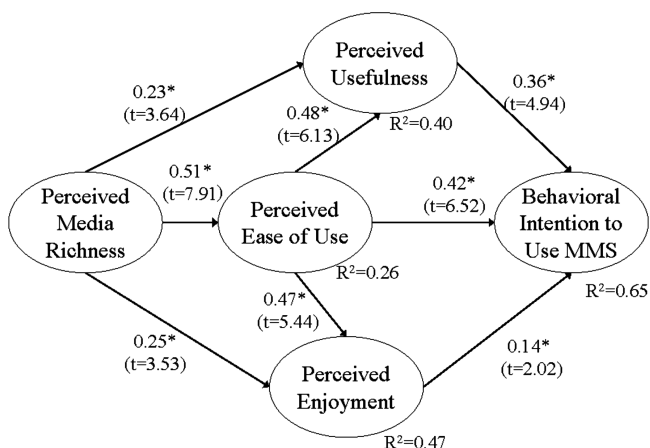 Perceived
Usefulness
R²=0.40
0.23*
(t=3.64)
0.48*
(t=6.13)
0.36*
(t=4.94)
Perceived
Media
Richness
0.51*
(t=7.91)
Perceived
Ease of Use
R²=0.26
0.42*
(t=6.52)
Behavioral
Intention to
Use MMS
R²=0.65
0.25*
(t=3.53)
0.47*
(t=5.44)
0.14*
(t=2.02)
Perceived
Enjoyment
R²=0.47